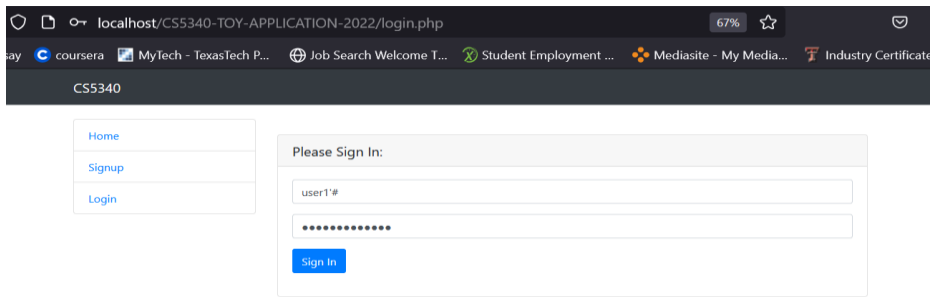 localhost/CS5340-TOY-APPLICATION-2022/login.php 67%
say coursera MyTech - TexasTech P... Job Search Welcome T... Student Employment ... Mediasite - My Media... Industry Certificate
CS5340
Home
Signup
Login
Please Sign In:
user1'#
•••••••••••••
Sign In